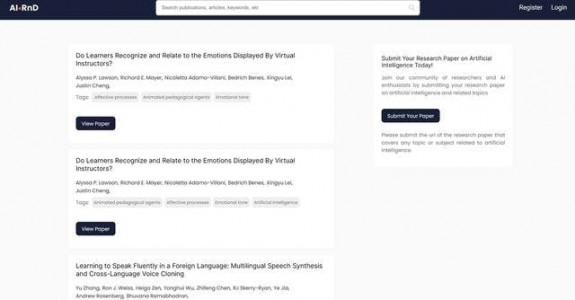 AI-RnD
Search publications, articles, keywords, etc
Register
Login
Do Learners Recognize and Relate to the Emotions Displayed By Virtual
Instructors?
Alyssa P. Lawson, Richard E. Mayer, Nicoletta Adamo-Villani, Bedrich Benes, Xingyu Lei,
Justin Cheng,
Tags: Affective processes Animated pedagogical agents Emotional tone
View Paper
Do Learners Recognize and Relate to the Emotions Displayed By Virtual
Instructors?
Alyssa P. Lawson, Richard E. Mayer, Nicoletta Adamo-Villani, Bedrich Benes, Xingyu Lei,
Justin Cheng,
Tags: Animated pedagogical agents Affective processes Emotional tone Artificial Intelligence
View Paper
Learning to Speak Fluently in a Foreign Language: Multilingual Speech Synthesis
and Cross-Language Voice Cloning
Yu Zhang, Ron J. Weiss, Heiga Zen, Yonghui Wu, Zhifeng Chen, RJ Skerry-Ryan, Ye Jia,
Andrew Rosenberg, Bhuvana Ramabhadran,
Submit Your Research Paper on Artificial
Intelligence Today!
Join our community of researchers and AI
enthusiasts by submitting your research paper
on artificial intelligence and related topics
Submit Your Paper
Please submit the url of the research paper that
covers any topic or subject related to artificial
intelligence.